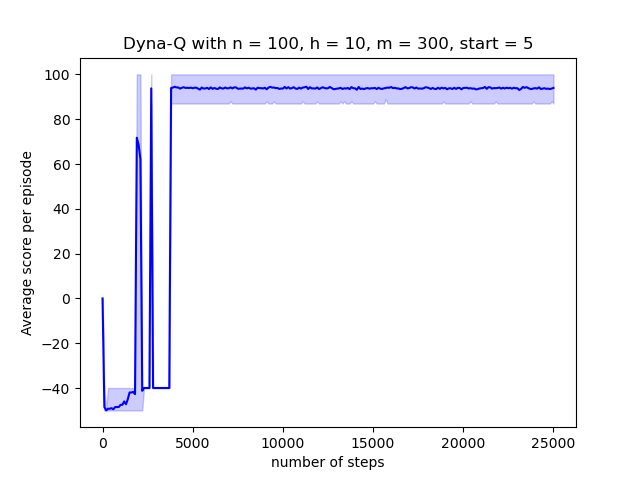 Dyna-Q with n = 100, h = 10, m = 300, start = 5
Average score per episode
100
80
60
40
20
0
−20
−40
0 5000 10000 15000 20000 25000
number of steps